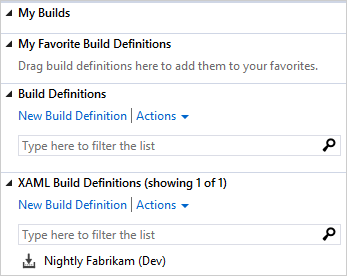 My Builds
My Favorite Build Definitions
Drag build definitions here to add them to your favorites.
Build Definitions
New Build Definition | Actions
Type here to filter the list
XAML Build Definitions (showing 1 of 1)
New Build Definition | Actions
Type here to filter the list
Nightly Fabrikam (Dev)